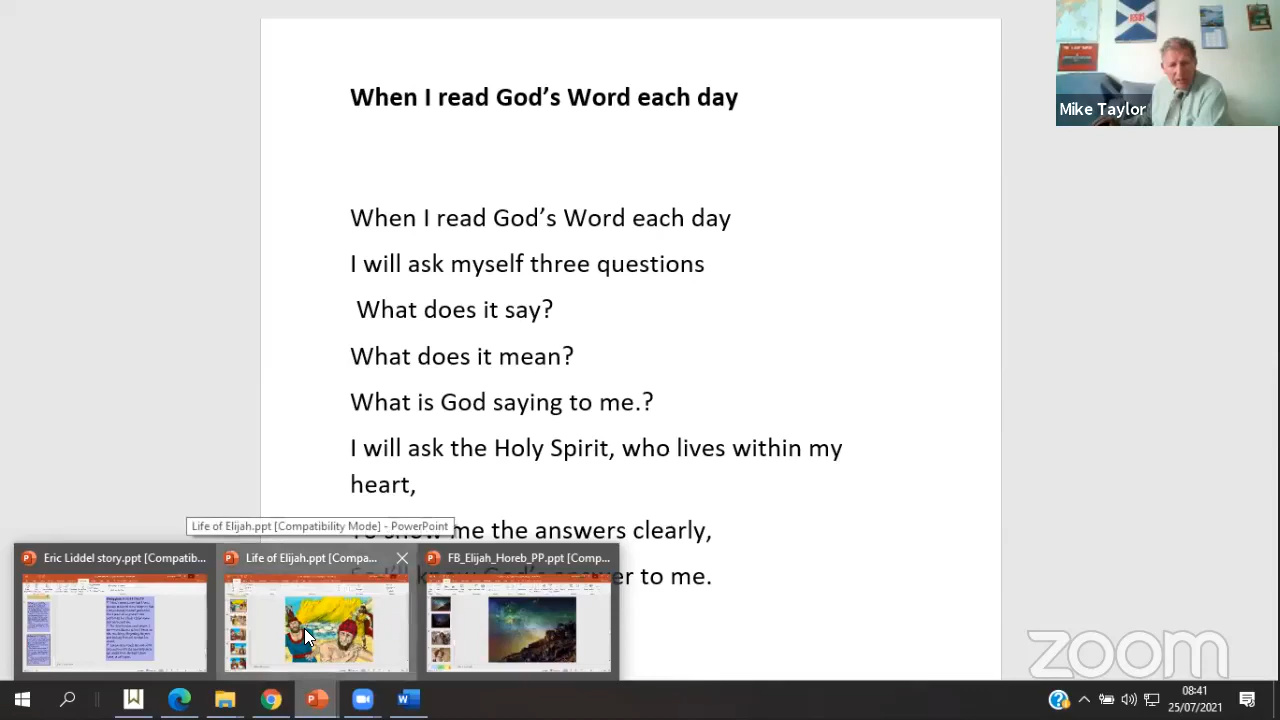 When I read God's Word each day
When I read God's Word each day
I will ask myself three questions
What does it say?
What does it mean?
What is God saying to me.?
I will ask the Holy Spirit, who lives within my
heart,
me the answers clearly,
to me.
Mike Taylor
Life of Elijah.ppt [Compatibility Mode] - PowerPoint
Eric Liddel story.ppt [Compatib...
Life of Elijah.ppt [Compa...
FB_Elijah_Horeb_PP.ppt [Comp...
zoom
08:41
25/07/2021